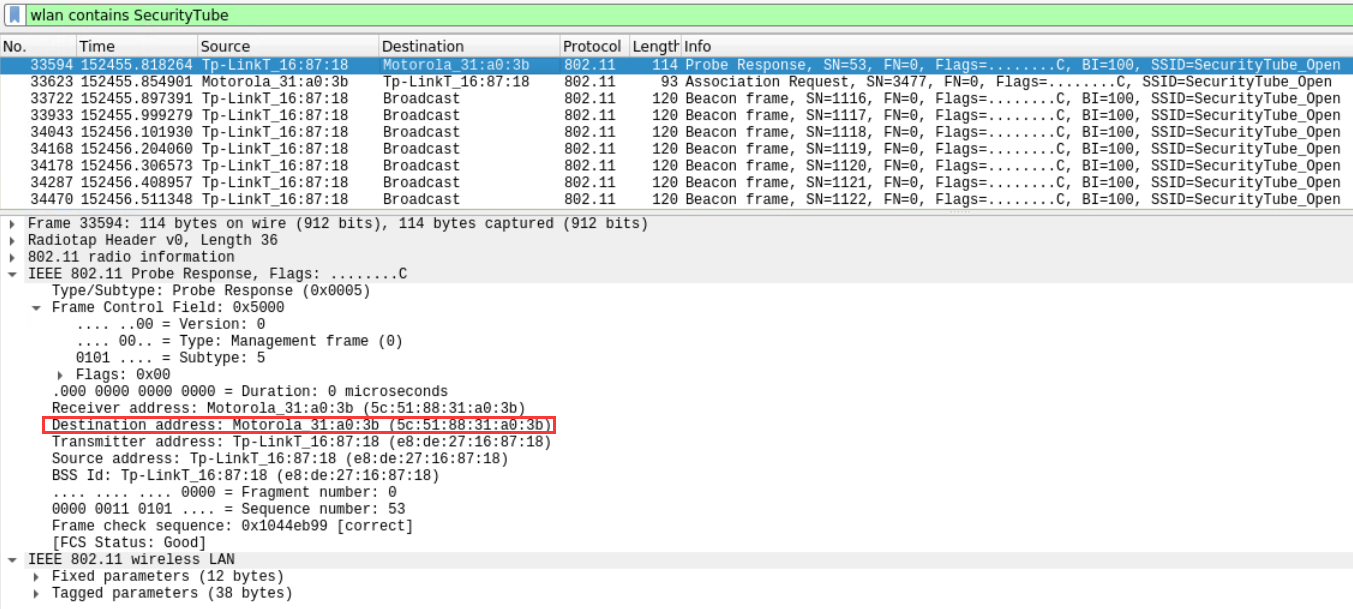 wlan contains SecurityTube
No. Time Source Destination Protocol Length Info
33594 152455.818264 Tp-LinkT_16:87:18 Motorola_31:a0:3b 802.11 114 Probe Response, SN=53, FN=0, Flags=........C, BI=100, SSID=SecurityTube_Open
33623 152455.854901 Motorola_31:a0:3b Tp-LinkT_16:87:18 802.11 93 Association Request, SN=3477, FN=0, Flags=........C, SSID=SecurityTube_Open
33722 152455.897391 Tp-LinkT_16:87:18 Broadcast 802.11 120 Beacon frame, SN=1116, FN=0, Flags=........C, BI=100, SSID=SecurityTube_Open
33933 152455.999279 Tp-LinkT_16:87:18 Broadcast 802.11 120 Beacon frame, SN=1117, FN=0, Flags=........C, BI=100, SSID=SecurityTube_Open
34043 152456.101930 Tp-LinkT_16:87:18 Broadcast 802.11 120 Beacon frame, SN=1118, FN=0, Flags=........C, BI=100, SSID=SecurityTube_Open
34168 152456.204060 Tp-LinkT_16:87:18 Broadcast 802.11 120 Beacon frame, SN=1119, FN=0, Flags=........C, BI=100, SSID=SecurityTube_Open
34178 152456.306573 Tp-LinkT_16:87:18 Broadcast 802.11 120 Beacon frame, SN=1120, FN=0, Flags=........C, BI=100, SSID=SecurityTube_Open
34287 152456.408957 Tp-LinkT_16:87:18 Broadcast 802.11 120 Beacon frame, SN=1121, FN=0, Flags=........C, BI=100, SSID=SecurityTube_Open
34470 152456.511348 Tp-LinkT_16:87:18 Broadcast 802.11 120 Beacon frame, SN=1122, FN=0, Flags=........C, BI=100, SSID=SecurityTube_Open
Frame 33594: 114 bytes on wire (912 bits), 114 bytes captured (912 bits)
Radiotap Header v0, Length 36
802.11 radio information
IEEE 802.11 Probe Response, Flags: ........C
Type/Subtype: Probe Response (0x0005)
Frame Control Field: 0x5000
.... ..00 = Version: 0
.... 00.. = Type: Management frame (0)
0101 .... = Subtype: 5
Flags: 0x00
.000 0000 0000 0000 = Duration: 0 microseconds
Receiver address: Motorola_31:a0:3b (5c:51:88:31:a0:3b)
Destination address: Motorola_31:a0:3b (5c:51:88:31:a0:3b)
Transmitter address: Tp-LinkT_16:87:18 (e8:de:27:16:87:18)
Source address: Tp-LinkT_16:87:18 (e8:de:27:16:87:18)
BSS Id: Tp-LinkT_16:87:18 (e8:de:27:16:87:18)
.... .... .... 0000 = Fragment number: 0
0000 0011 0101 .... = Sequence number: 53
Frame check sequence: 0x1044eb99 [correct]
[FCS Status: Good]
IEEE 802.11 wireless LAN
Fixed parameters (12 bytes)
Tagged parameters (38 bytes)